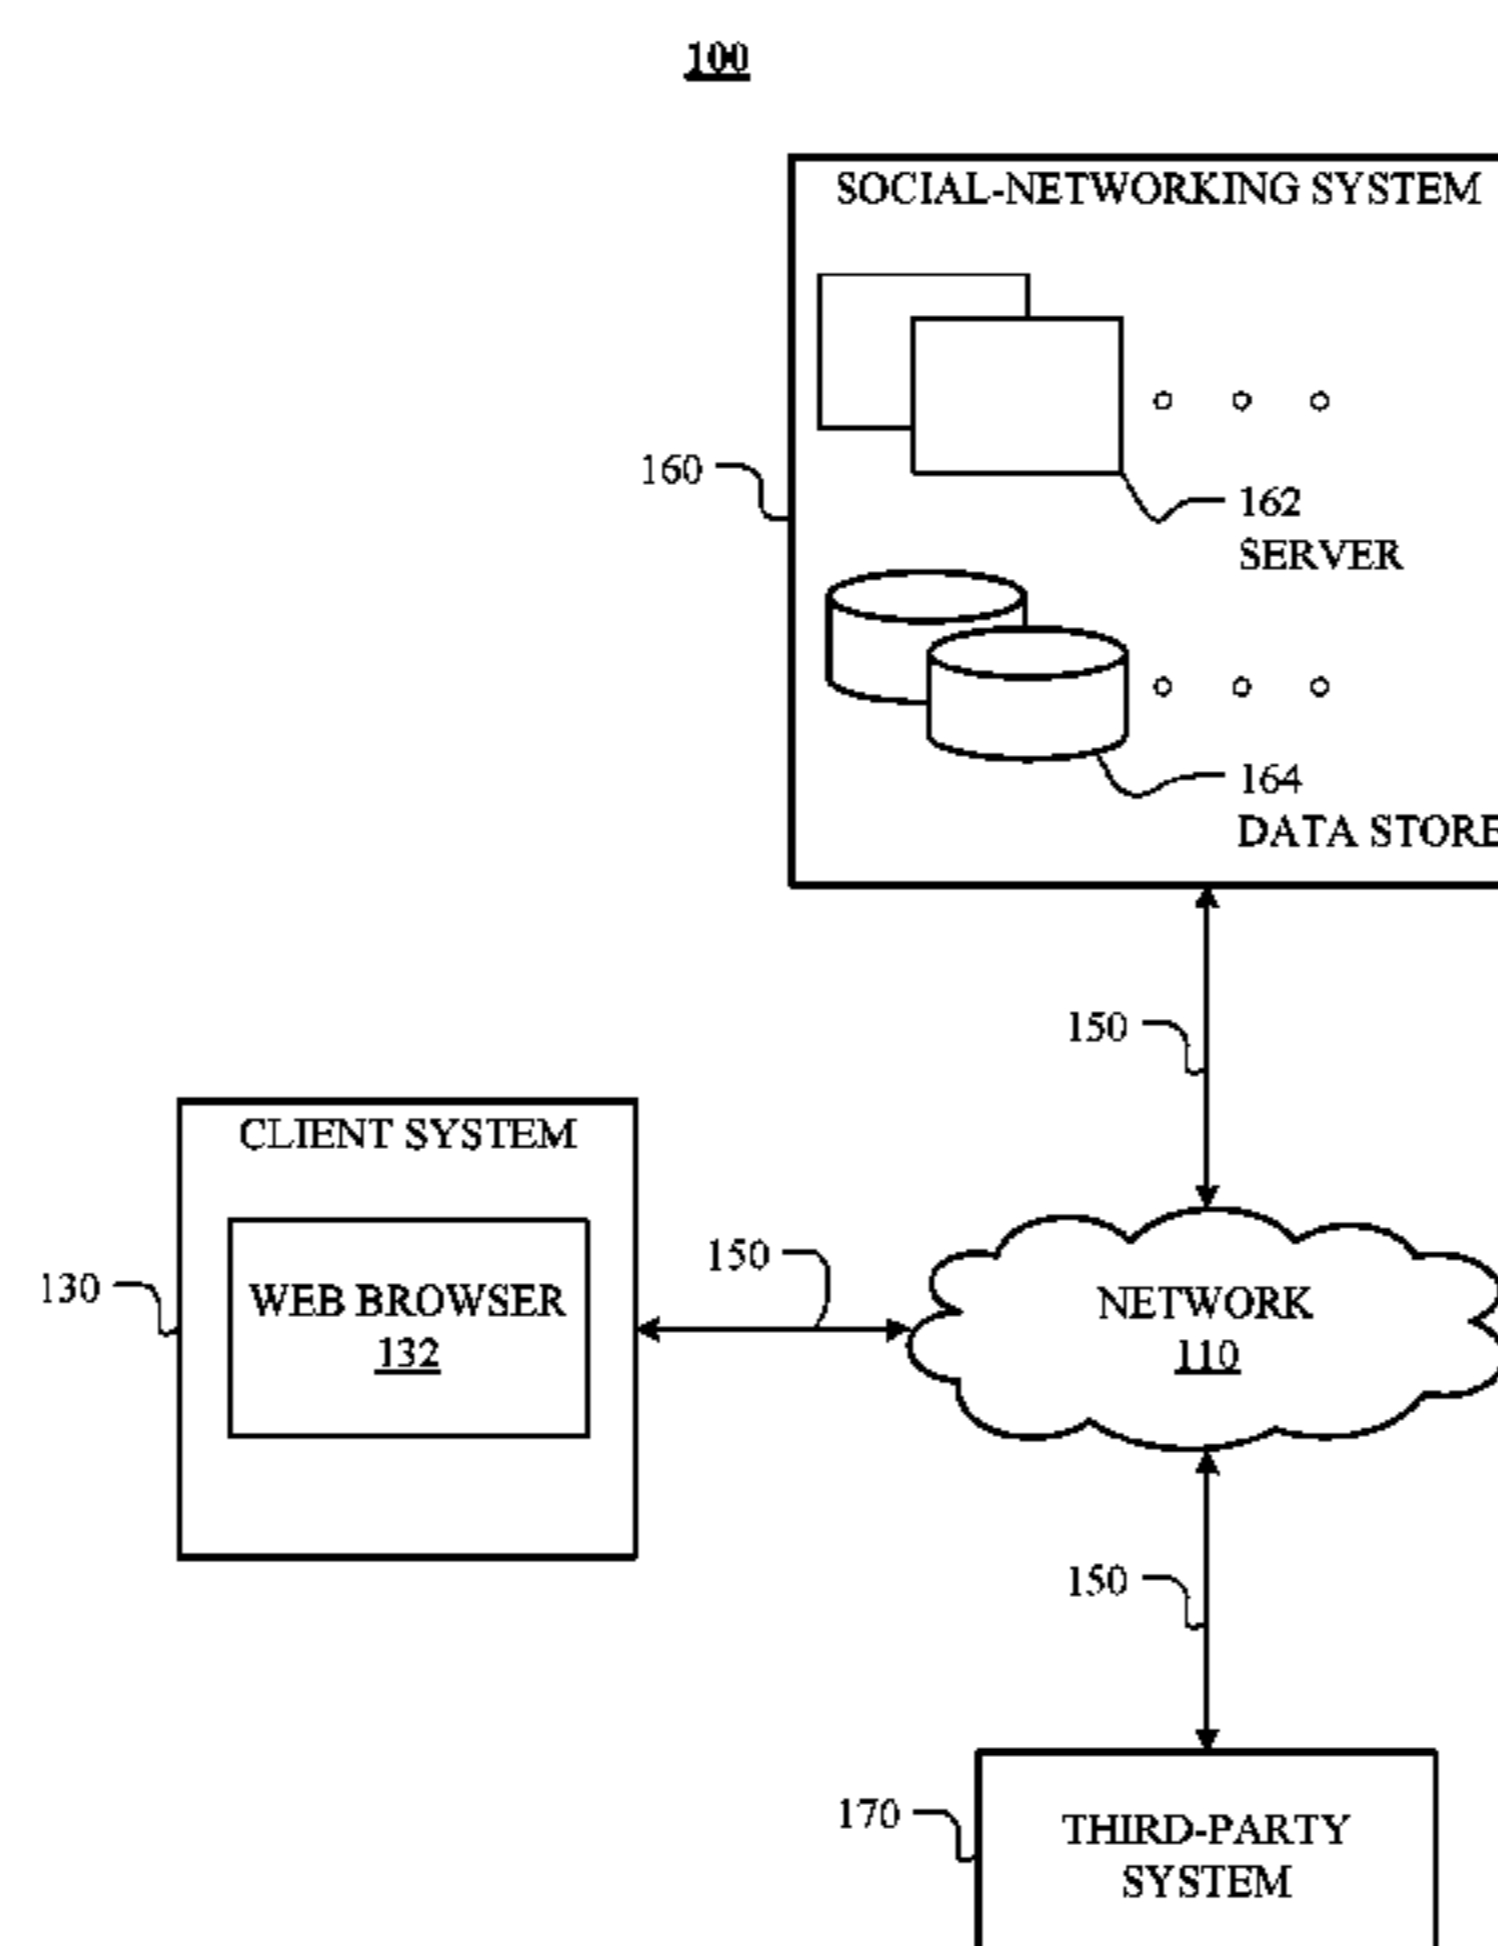 100
SOCIAL-NETWORKING SYSTEM
160
162
SERVER
164
DATA STORE
150
CLIENT SYSTEM
130
WEB BROWSER
132
150
NETWORK
110
150
170
THIRD-PARTY
SYSTEM